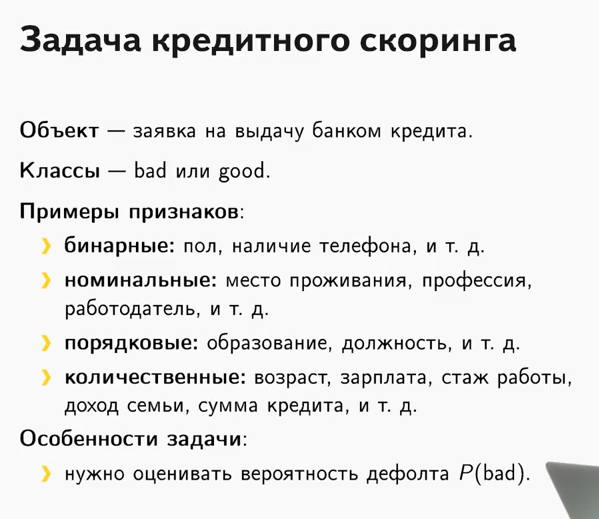 Задача кредитного скоринга
Объект — заявка на выдачу банком кредита.
Классы — bad или good.
Примеры признаков:
❯ бинарные: пол, наличие телефона, и т. д.
❯ номинальные: место проживания, профессия,
работодатель, и т. д.
❯ порядковые: образование, должность, и т. д.
❯ количественные: возраст, зарплата, стаж работы,
доход семьи, сумма кредита, и т. д.
Особенности задачи:
❯ нужно оценивать вероятность дефолта P(bad).